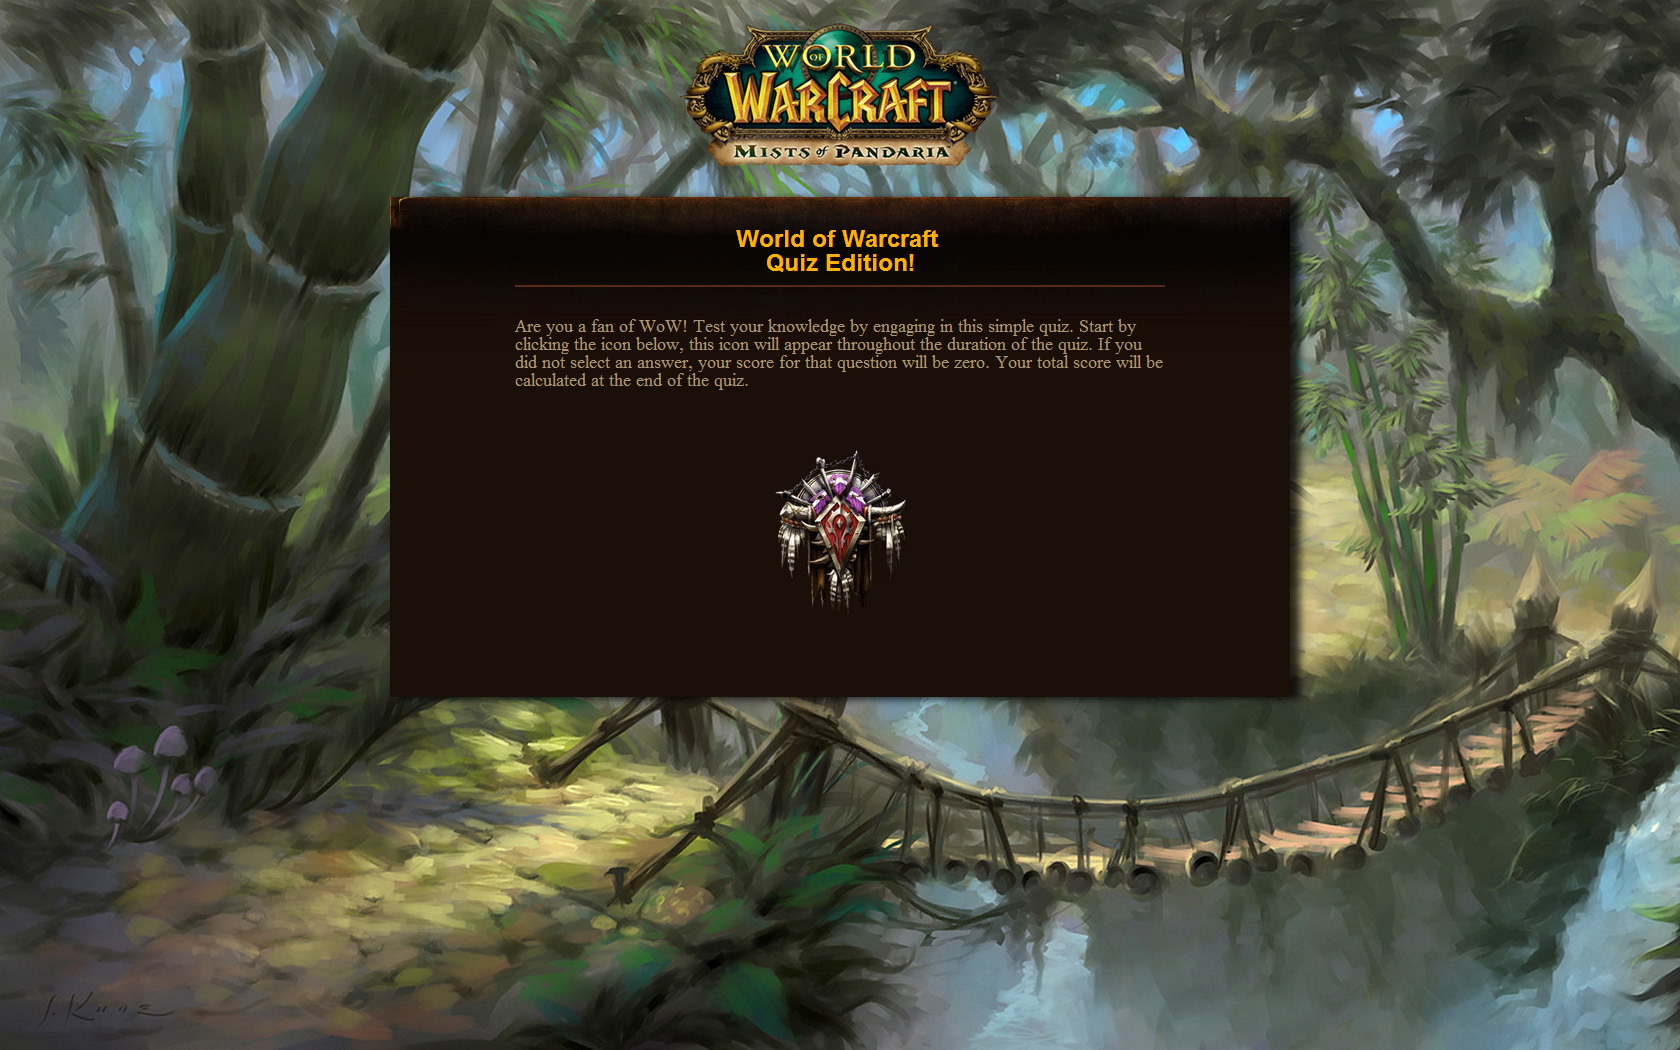 WORLD
OF
WARCRAFT
MISTS of PANDARIA
World of Warcraft
Quiz Edition!
Are you a fan of WoW! Test your knowledge by engaging in this simple quiz. Start by
clicking the icon below, this icon will appear throughout the duration of the quiz. If you
did not select an answer, your score for that question will be zero. Your total score will be
calculated at the end of the quiz.